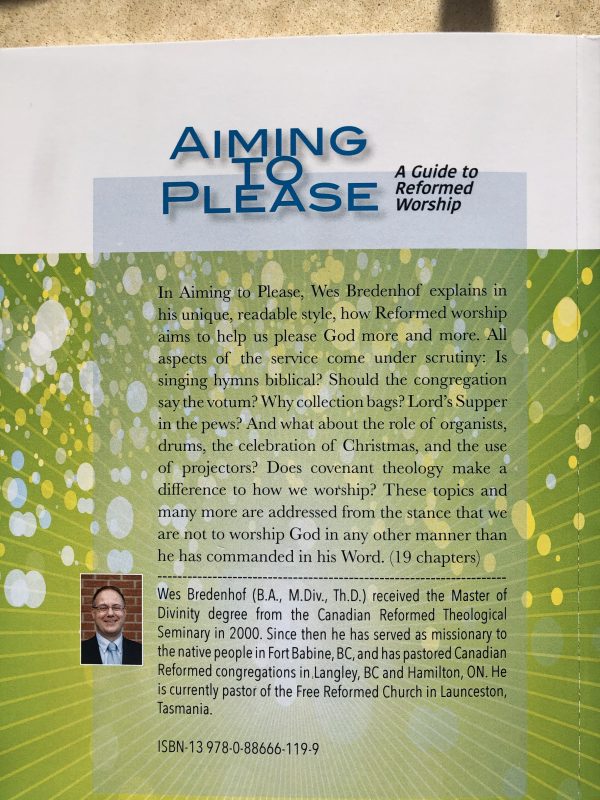 AIMING
TO
PLEASE
A Guide to
Reformed
Worship
In Aiming to Please, Wes Bredenhof explains in
his unique, readable style, how Reformed worship
aims to help us please God more and more. All
aspects of the service come under scrutiny: Is
singing hymns biblical? Should the congregation
say the votum? Why collection bags? Lord’s Supper
in the pews? And what about the role of organists,
drums, the celebration of Christmas, and the use
of projectors? Does covenant theology make a
difference to how we worship? These topics and
many more are addressed from the stance that we
are not to worship God in any other manner than
he has commanded in his Word. (19 chapters)
Wes Bredenhof (B.A., M.Div., Th.D.) received the Master of
Divinity degree from the Canadian Reformed Theological
Seminary in 2000. Since then he has served as missionary to
the native people in Fort Babine, BC, and has pastored Canadian
Reformed congregations in Langley, BC and Hamilton, ON. He
is currently pastor of the Free Reformed Church in Launceston,
Tasmania.
ISBN-13 978-0-88666-119-9